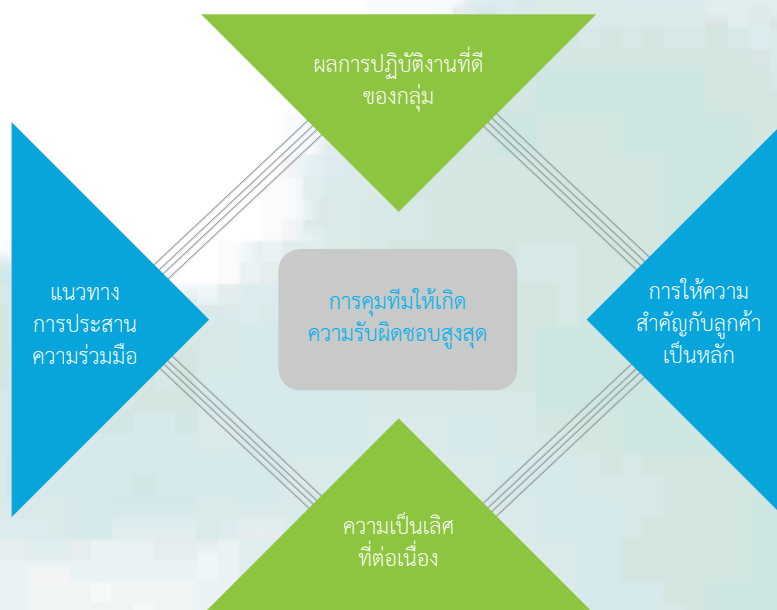 ผลการปฏิบัติงานที่ดี
ของกลุ่ม
แนวทาง
การประสาน
ความร่วมมือ
การคุมทีมให้เกิด
ความรับผิดชอบสูงสุด
การให้ความ
สำคัญกับลูกค้า
เป็นหลัก
ความเป็นเลิศ
ที่ต่อเนื่อง